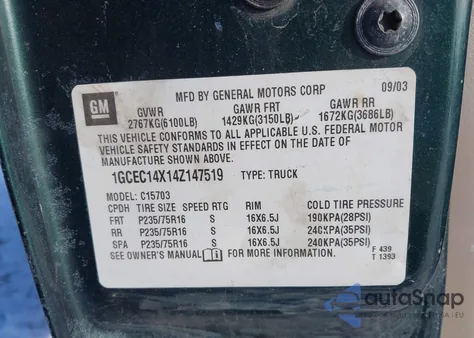 MFD BY GENERAL MOTORS CORP 09/03
GM
GVWR GAWR FRT GAWR RR
2767KG(6100LB) 1429KG(3150LB) 1672KG(3686LB)
THIS VEHICLE CONFORMS TO ALL APPLICABLE U.S. FEDERAL MOTOR
VEHICLE SAFETY STANDARDS IN EFFECT ON THE DATE OF
MANUFACTURE SHOWN ABOVE.
1GCEC14X14Z147519 TYPE: TRUCK
MODEL: C15703
CPDH TIRE SIZE SPEED RTG RIM COLD TIRE PRESSURE
FRT P235/75R16 S 16X6.5J 190KPA(28PSI)
RR P235/75R16 S 16X6.5J 240KPA(35PSI)
SPA P235/75R16 S 16X6.5J 240KPA(35PSI)
SEE OWNER'S MANUAL FOR MORE INFORMATION.
F 439
T 1393
autoSnap